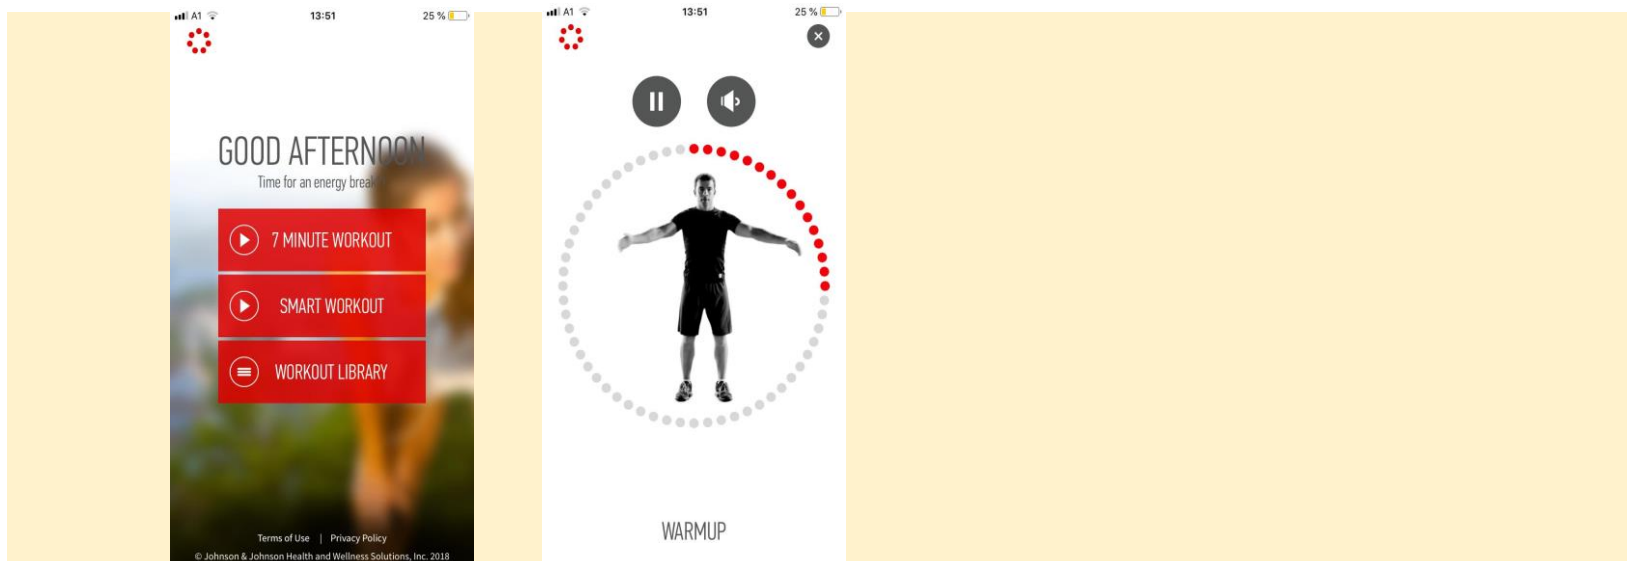 A1 13:51 25 %
GOOD AFTERNOON
Time for an energy break
7 MINUTE WORKOUT
SMART WORKOUT
WORKOUT LIBRARY
Terms of Use | Privacy Policy
© Johnson & Johnson Health and Wellness Solutions, Inc. 2018
A1 13:51 25 %
WARMUP